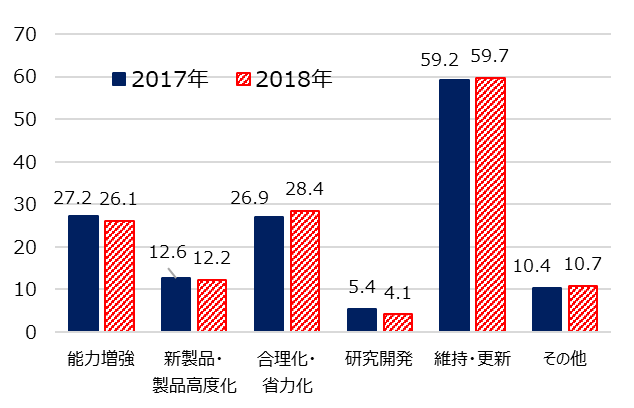 70
60
50
40
30
20
10
0
2017年
2018年
27.2
26.1
12.6
12.2
26.9
28.4
5.4
4.1
59.2
59.7
10.4
10.7
能力増強
新製品・
製品高度化
合理化・
省力化
研究開発
維持・更新
その他